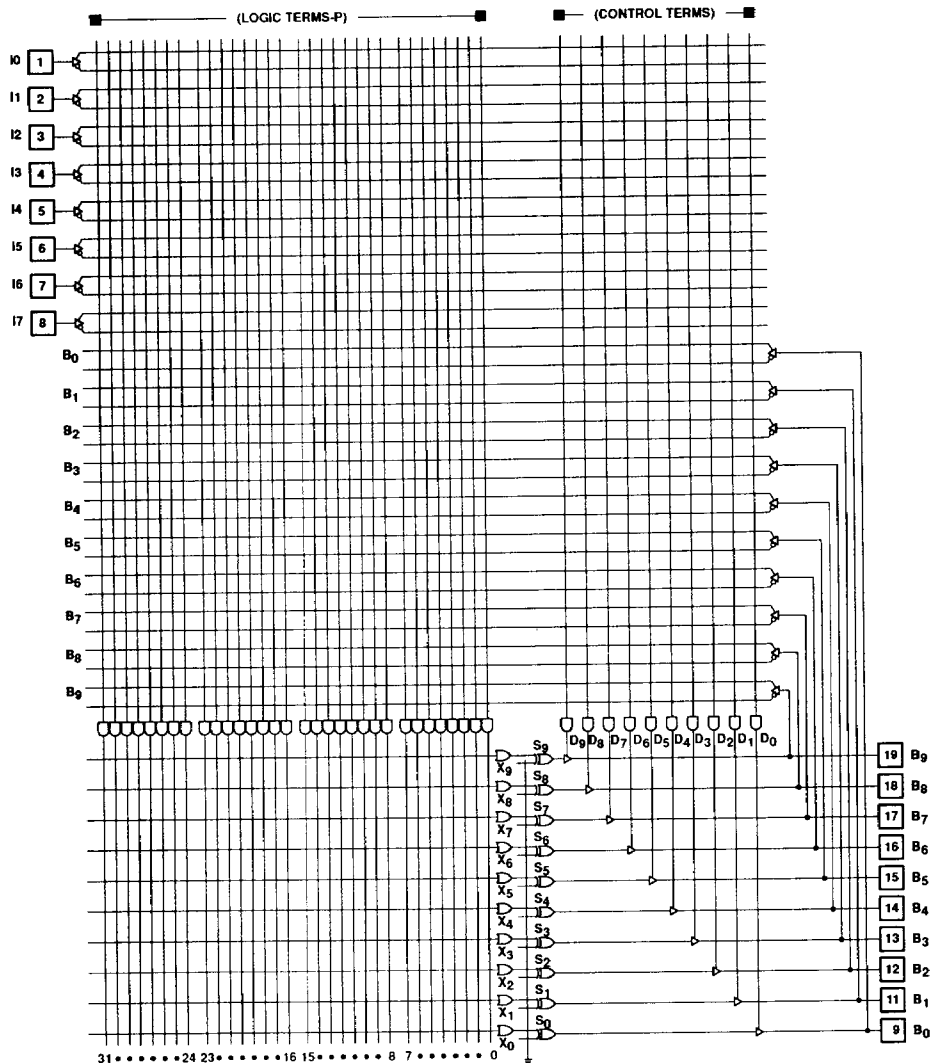 (LOGIC TERMS-P) (CONTROL TERMS)
I0 1
I1 2
I2 3
I3 4
I4 5
I5 6
I6 7
I7 8
B0
B1
B2
B3
B4
B5
B6
B7
B8
B9
D9 D8 D7 D6 D5 D4 D3 D2 D1 D0
X9 S9 19 B9
X8 S8 18 B8
X7 S7 17 B7
X6 S6 16 B6
X5 S5 15 B5
X4 S4 14 B4
X3 S3 13 B3
X2 S2 12 B2
X1 S1 11 B1
X0 S0 9 B0
31 24 23 16 15 8 7 0